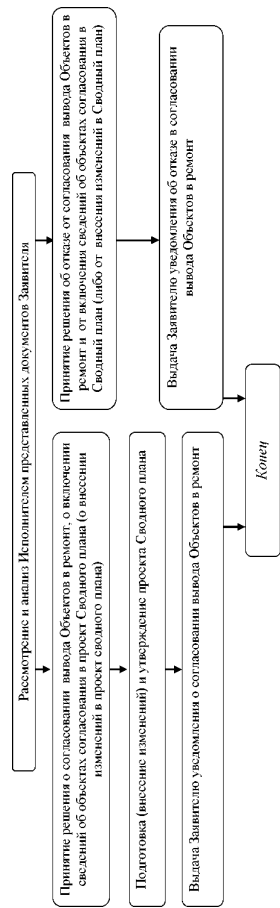 Рассмотрение и анализ Исполнителем представленных документов Заявителя
Принятие решения о согласовании вывода Объектов в ремонт, о включении
сведений об объектах согласования в проект Сводного плана (о внесении
изменений в проект сводного плана)
Подготовка (внесение изменений) и утверждение проекта Сводного плана
Выдача Заявителю уведомления о согласовании вывода Объектов в ремонт
Принятие решения об отказе от согласования вывода Объектов в
ремонт и от включения сведений об объектах согласования в
Сводный план (либо от внесения изменений в Сводный план)
Выдача Заявителю уведомления об отказе в согласовании
вывода Объектов в ремонт
Конец